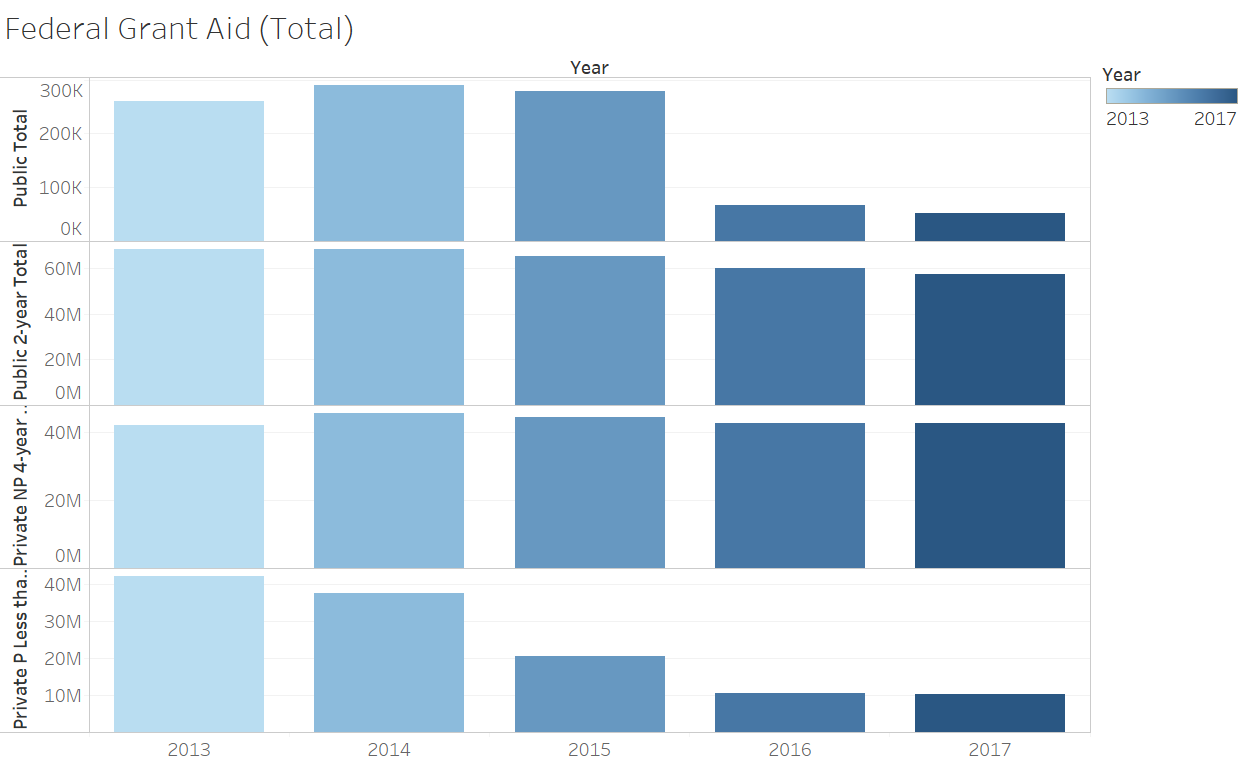 Federal Grant Aid (Total)
Year
Year
2013 2017
Public Total
300K
200K
100K
0K
Public 2-year Total
60M
40M
20M
0M
Private NP 4-year ..
40M
20M
0M
Private P Less tha..
40M
30M
20M
10M
2013 2014 2015 2016 2017